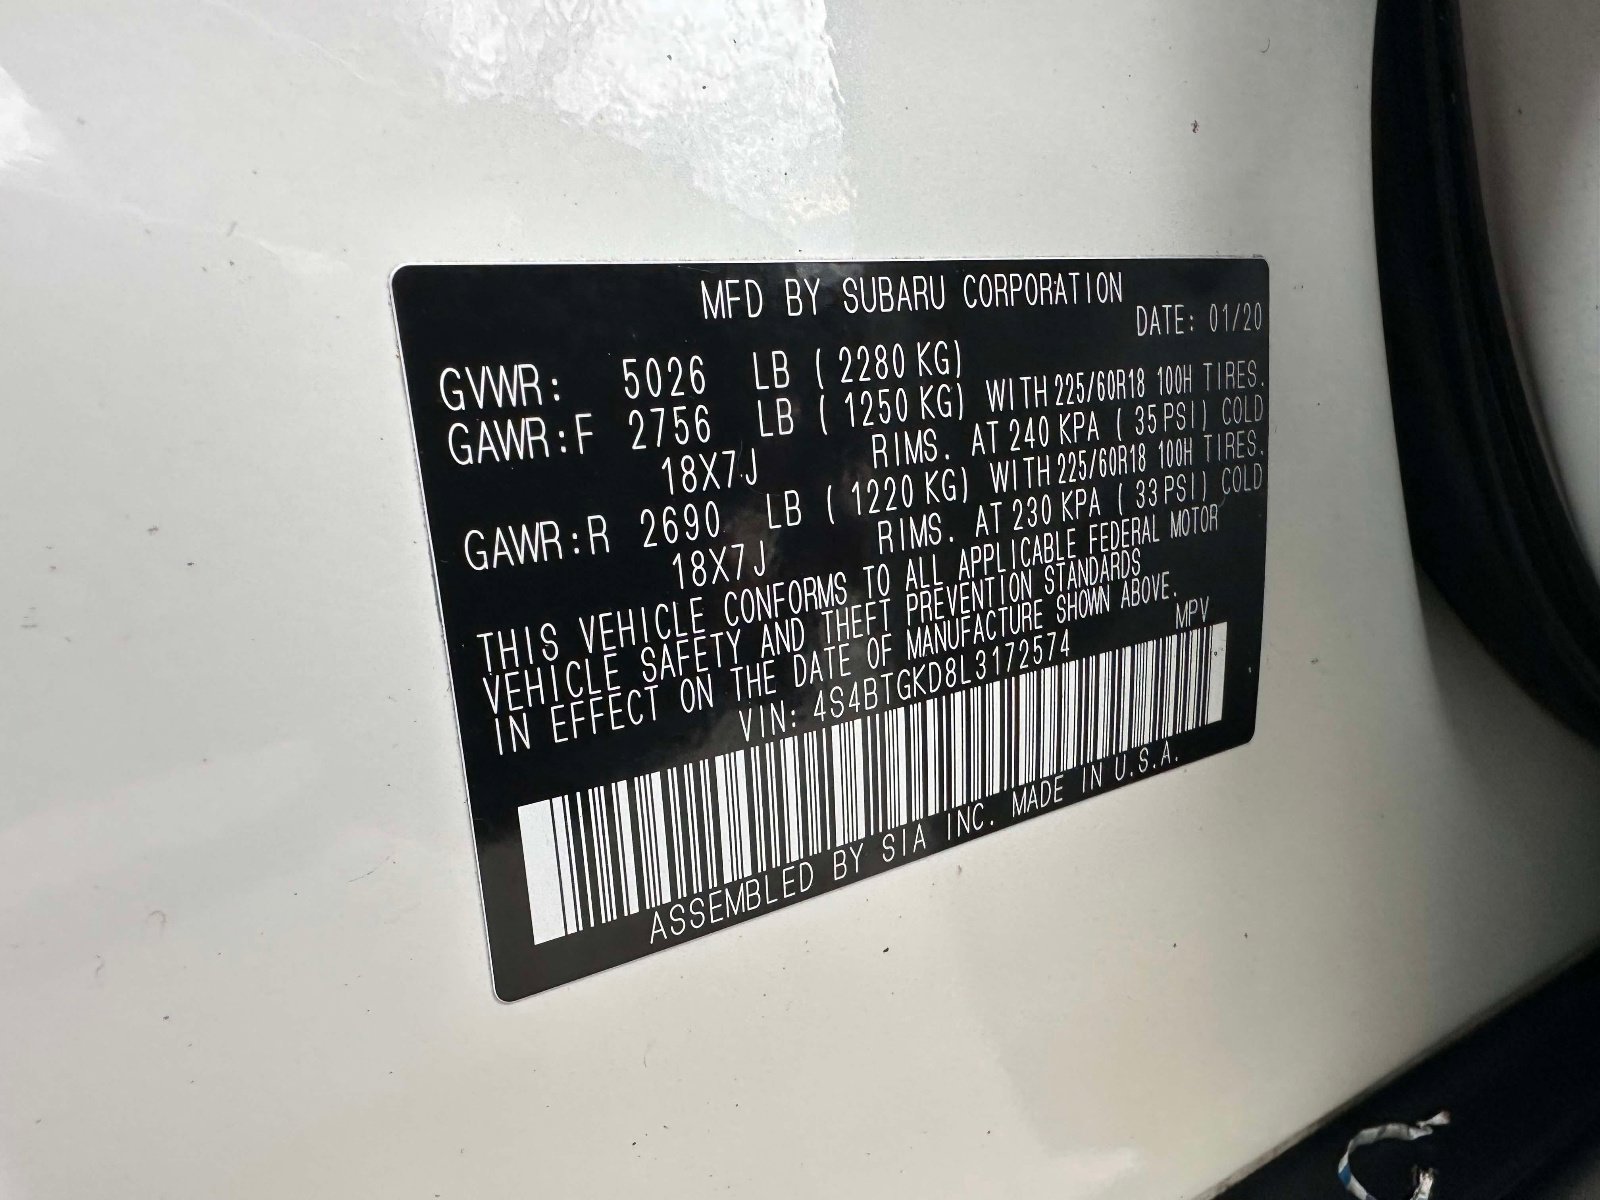 MFD BY SUBARU CORPORATION
DATE: 01/20
GVWR: 5026 LB ( 2280 KG)
GAWR:F 2756 LB ( 1250 KG) WITH 225/60R18 100H TIRES.
18X7J RIMS. AT 240 KPA ( 35 PSI) COLD
GAWR:R 2690 LB ( 1220 KG) WITH 225/60R18 100H TIRES.
18X7J RIMS. AT 230 KPA ( 33 PSI) COLD
THIS VEHICLE CONFORMS TO ALL APPLICABLE FEDERAL MOTOR
VEHICLE SAFETY AND THEFT PREVENTION STANDARDS
IN EFFECT ON THE DATE OF MANUFACTURE SHOWN ABOVE.
VIN: 4S4BTGKD8L3172574 MPV
ASSEMBLED BY SIA INC. MADE IN U.S.A.